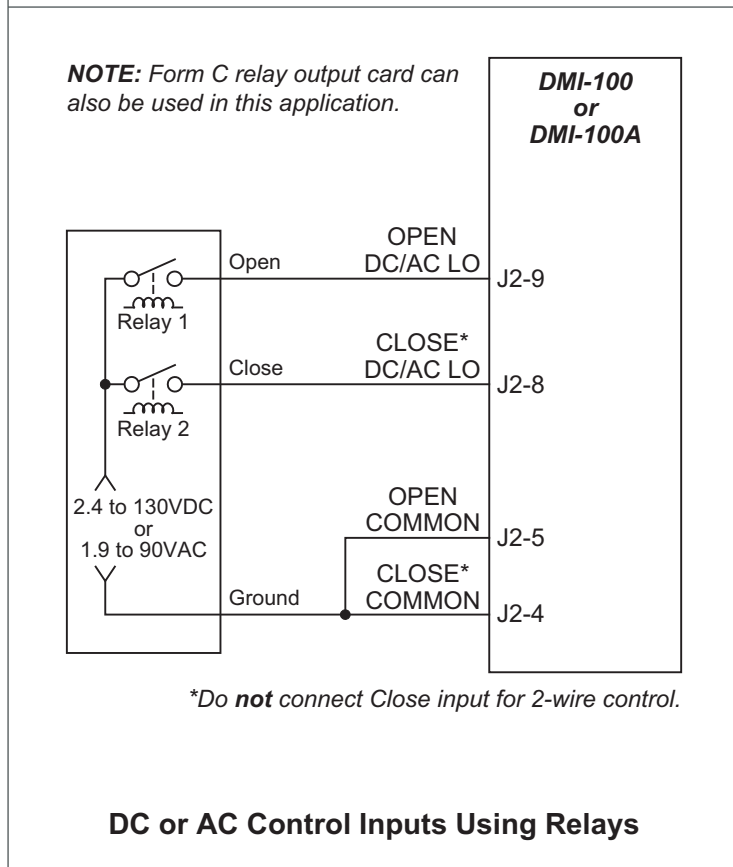 NOTE: Form C relay output card can
also be used in this application.
DMI-100
or
DMI-100A
OPEN
DC/AC LO
Open
J2-9
Relay 1
CLOSE*
DC/AC LO
Close
J2-8
Relay 2
2.4 to 130VDC
or
1.9 to 90VAC
OPEN
COMMON
J2-5
CLOSE*
COMMON
Ground
J2-4
*Do not connect Close input for 2-wire control.
DC or AC Control Inputs Using Relays